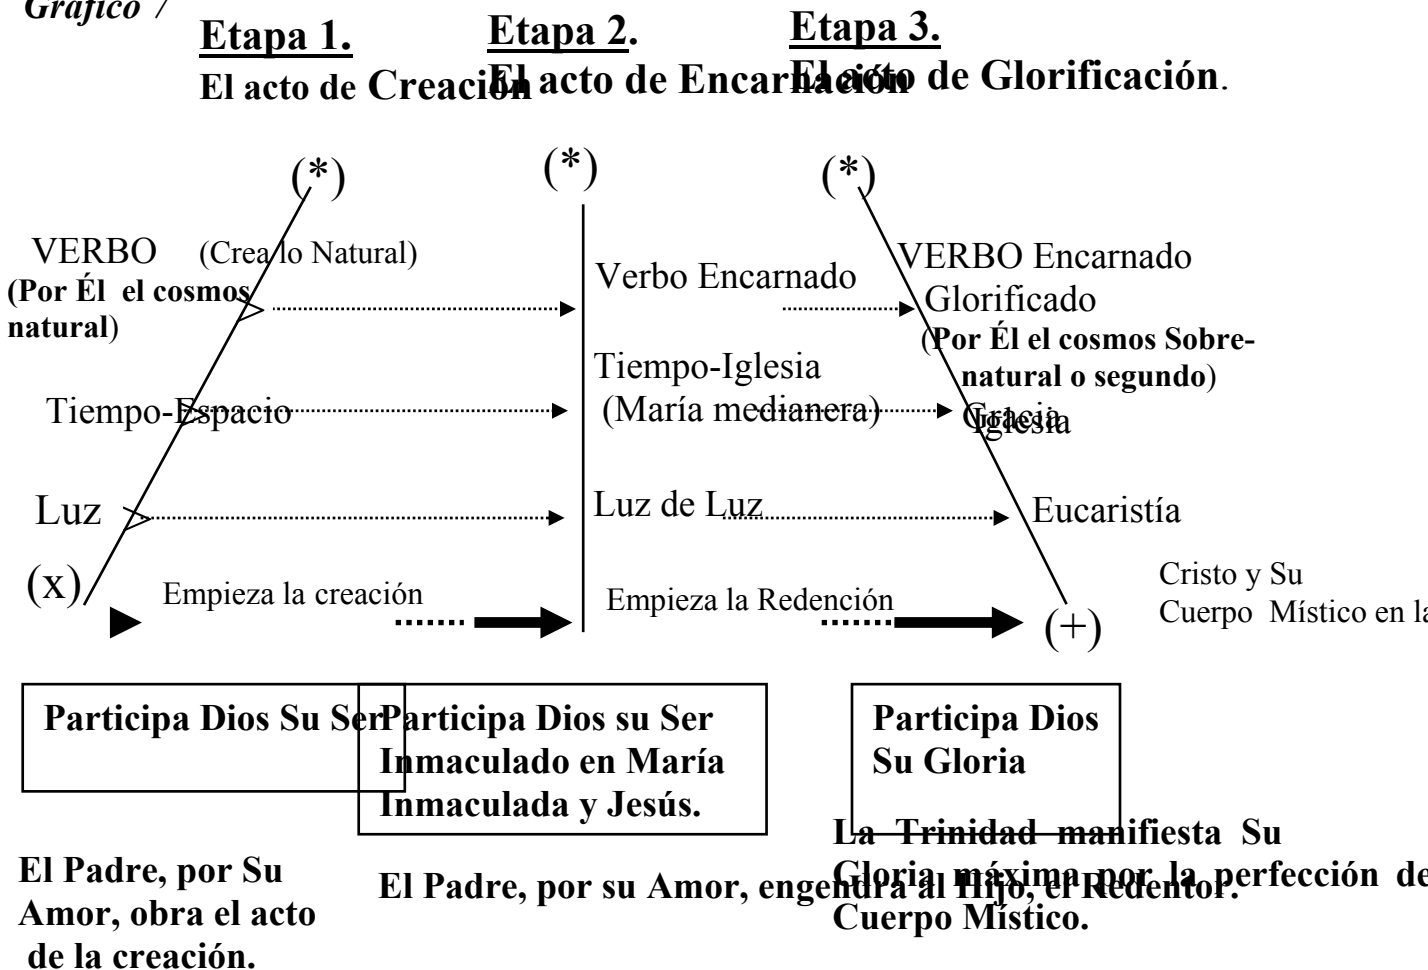 Gráfico 7
Etapa 1.
El acto de Creación
Etapa 2.
El acto de Encarnación
Etapa 3.
El acto de Glorificación.
(*)
(*)
(*)
VERBO (Crea lo Natural)
(Por Él el cosmos
natural)
Verbo Encarnado
VERBO Encarnado
Glorificado
(Por Él el cosmos Sobre-
natural o segundo)
Tiempo-Espacio
Tiempo-Iglesia
(María medianera)
Gracia
Iglesia
Luz
Luz de Luz
Eucaristía
(x)
Empieza la creación
Empieza la Redención
(+)
Cristo y Su
Cuerpo Místico en la
Participa Dios Su Ser
Participa Dios su Ser
Inmaculado en María
Inmaculada y Jesús.
Participa Dios
Su Gloria
El Padre, por Su
Amor, obra el acto
de la creación.
El Padre, por su Amor, engendra al Hijo, el Redentor.
La Trinidad manifiesta Su
Gloria máxima por la perfección de
Cuerpo Místico.